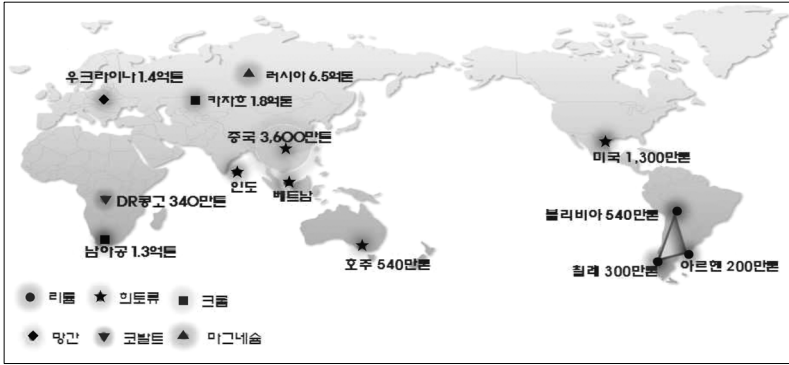 우크라이나 1.4억톤
러시아 6.5억톤
카자흐 1.8억톤
중국 3,600만톤
인도
베트남
미국 1,300만톤
DR콩고 340만톤
볼리비아 540만톤
남아공 1.3억톤
호주 540만톤
칠레 300만톤
아르헨 200만톤
리튬
희토류
크롬
망간
코발트
마그네슘